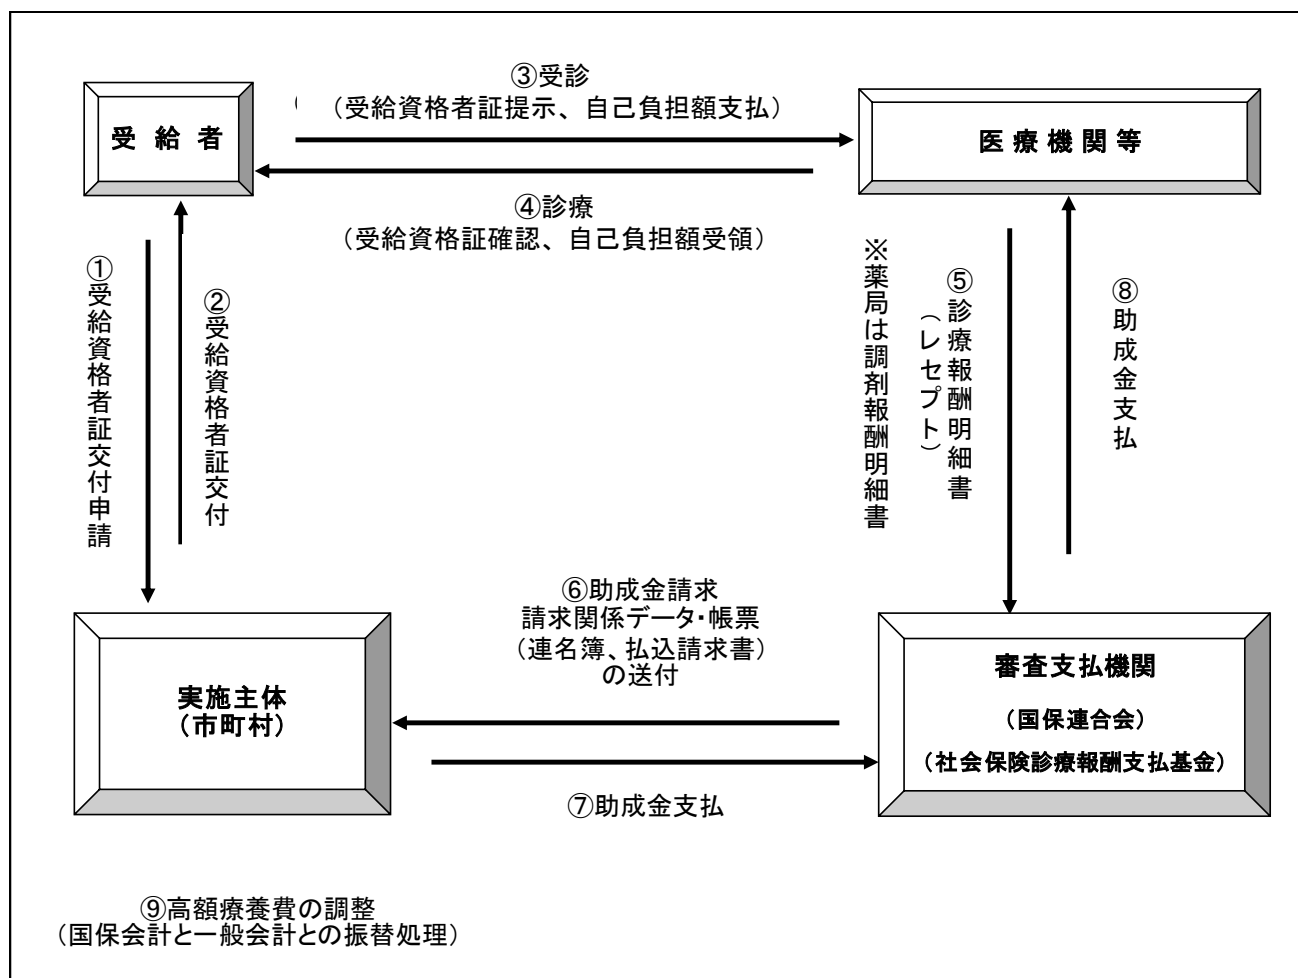 ③受診
（受給資格者証提示、自己負担額支払）
受 給 者
医 療 機 関 等
④診療
（受給資格証確認、自己負担額受領）
①受給資格者証交付申請
②受給資格者証交付
※薬局は調剤報酬明細書
⑤診療報酬明細書
（レセプト）
⑧助成金支払
⑥助成金請求
請求関係データ・帳票
（連名簿、払込請求書）
の送付
実施主体
（市町村）
審査支払機関
（国保連合会）
（社会保険診療報酬支払基金）
⑦助成金支払
⑨高額療養費の調整
（国保会計と一般会計との振替処理）